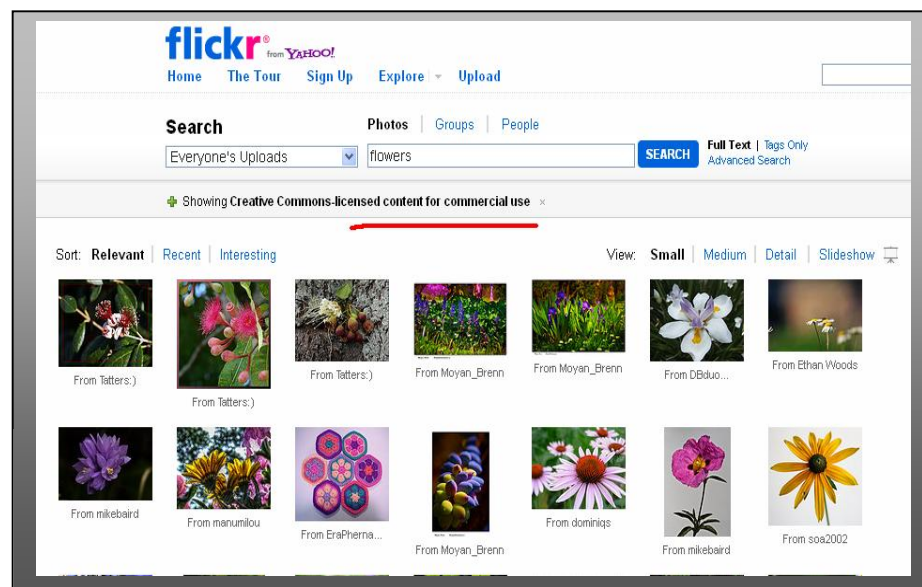 flickr® from YAHOO!
Home The Tour Sign Up Explore Upload
Search Photos Groups People
Everyone's Uploads flowers SEARCH Full Text | Tags Only
Advanced Search
Showing Creative Commons-licensed content for commercial use ×
Sort: Relevant Recent Interesting View: Small Medium Detail Slideshow
From Tatters:) From Tatters:) From Tatters:) From Moyan_Brenn From Moyan_Brenn From DBduo... From Ethan Woods
From mikebaird From manumilou From EraPherna... From Moyan_Brenn From dominiqs From mikebaird From soa2002